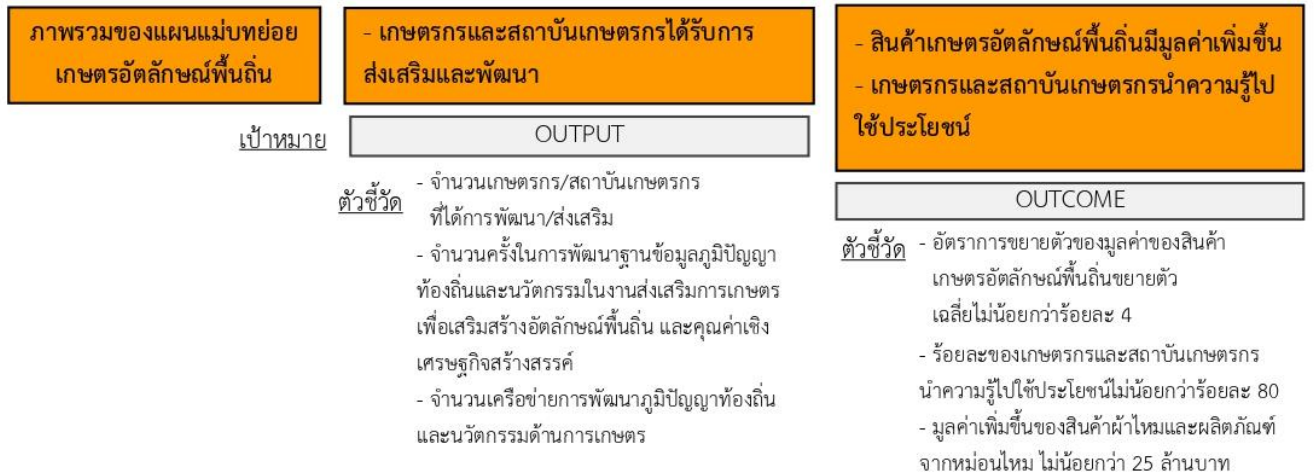 ภาพรวมของแผนแม่บทย่อย
เกษตรอัตลักษณ์พื้นถิ่น
- เกษตรกรและสถาบันเกษตรกรได้รับการ
ส่งเสริมและพัฒนา
เป้าหมาย
OUTPUT
ตัวชี้วัด
- จำนวนเกษตรกร/สถาบันเกษตรกร
ที่ได้การพัฒนา/ส่งเสริม
- จำนวนครั้งในการพัฒนาฐานข้อมูลภูมิปัญญา
ท้องถิ่นและนวัตกรรมในงานส่งเสริมการเกษตร
เพื่อเสริมสร้างอัตลักษณ์พื้นถิ่น และคุณค่าเชิง
เศรษฐกิจสร้างสรรค์
- จำนวนเครือข่ายการพัฒนาภูมิปัญญาท้องถิ่น
และนวัตกรรมด้านการเกษตร
- สินค้าเกษตรอัตลักษณ์พื้นถิ่นมีมูลค่าเพิ่มขึ้น
- เกษตรกรและสถาบันเกษตรกรนำความรู้ไป
ใช้ประโยชน์
OUTCOME
ตัวชี้วัด
- อัตราการขยายตัวของมูลค่าของสินค้า
เกษตรอัตลักษณ์พื้นถิ่นขยายตัว
เฉลี่ยไม่น้อยกว่าร้อยละ 4
- ร้อยละของเกษตรกรและสถาบันเกษตรกร
นำความรู้ไปใช้ประโยชน์ไม่น้อยกว่าร้อยละ 80
- มูลค่าเพิ่มขึ้นของสินค้าผ้าไหมและผลิตภัณฑ์
จากหม่อนไหม ไม่น้อยกว่า 25 ล้านบาท